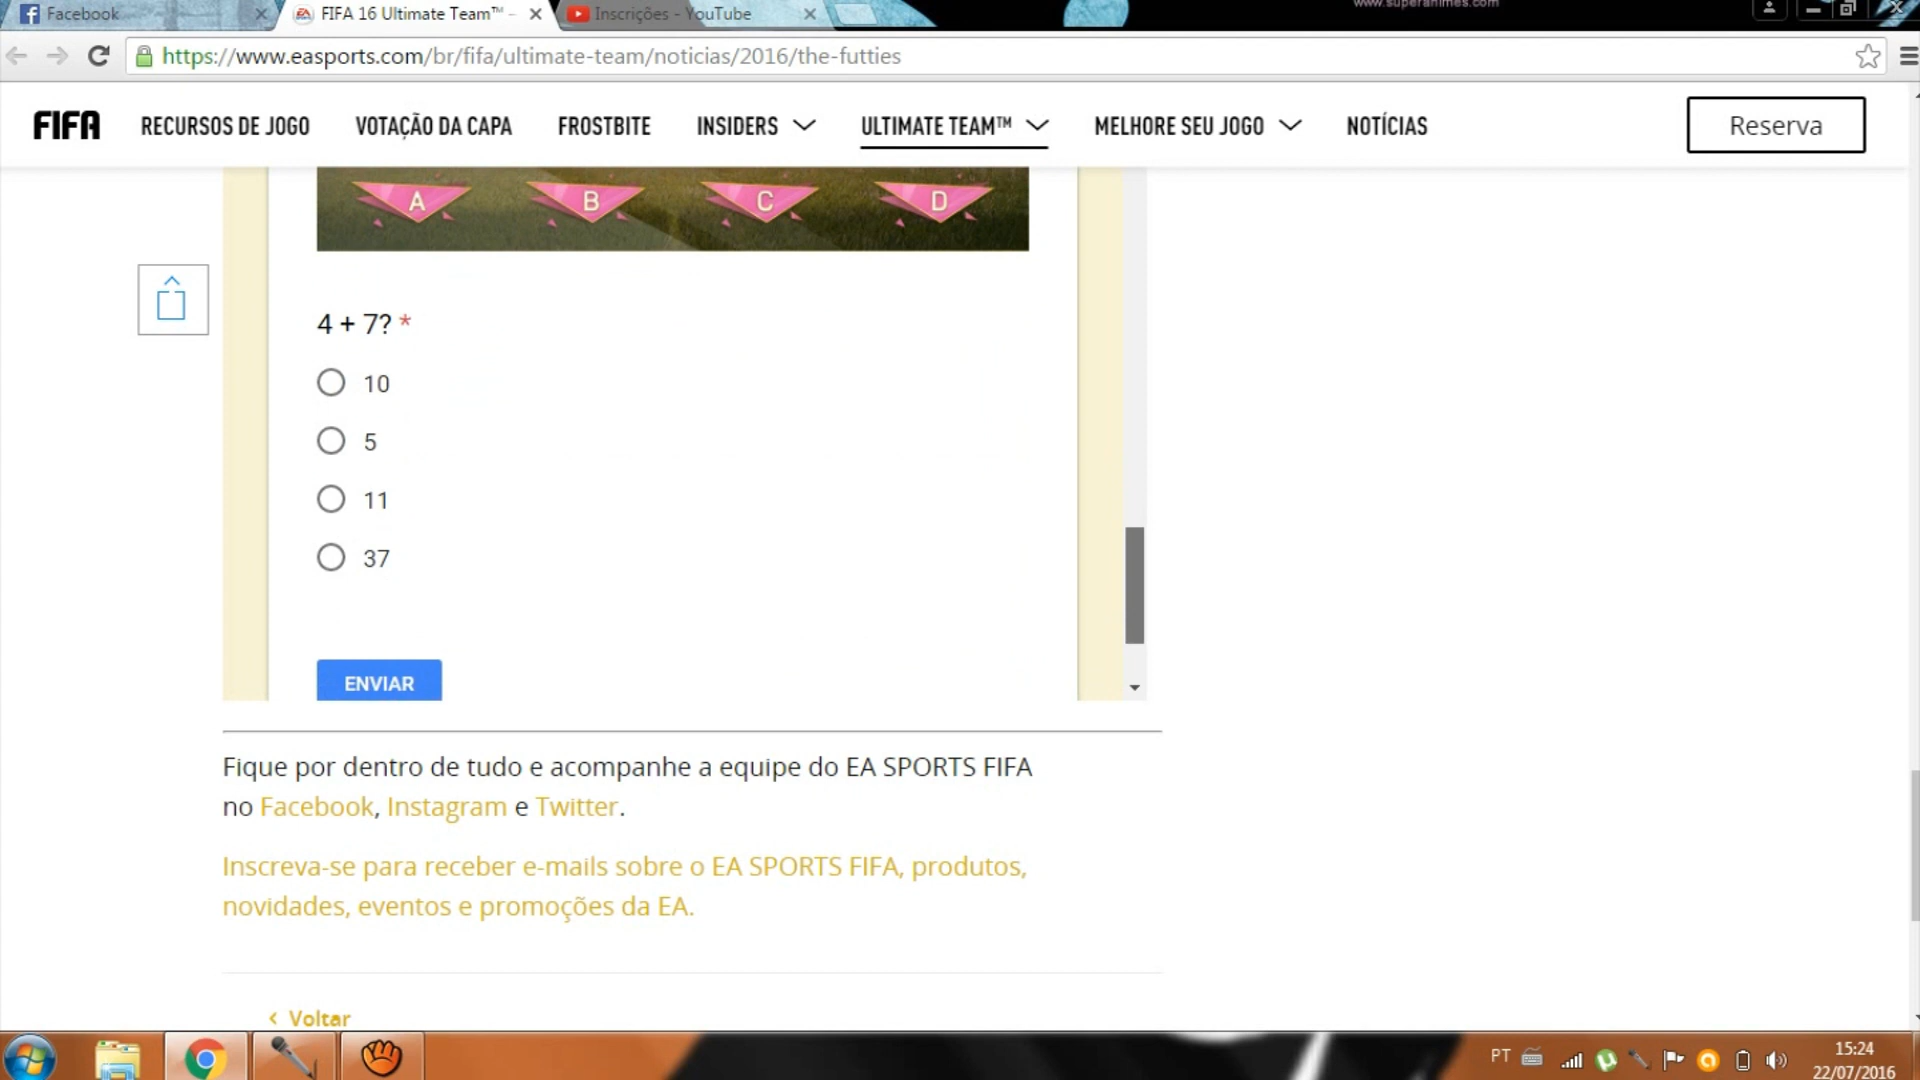 www.superanimes.com
Facebook
FIFA 16 Ultimate Team™ -
Inscrições - YouTube
https://www.easports.com/br/fifa/ultimate-team/noticias/2016/the-futties
FIFA
RECURSOS DE JOGO
VOTAÇÃO DA CAPA
FROSTBITE
INSIDERS
ULTIMATE TEAM™
MELHORE SEU JOGO
NOTÍCIAS
Reserva
A B C D
4 + 7? *
10
5
11
37
ENVIAR
Fique por dentro de tudo e acompanhe a equipe do EA SPORTS FIFA
no Facebook, Instagram e Twitter.
Inscreva-se para receber e-mails sobre o EA SPORTS FIFA, produtos,
novidades, eventos e promoções da EA.
‹ Voltar
PT
15:24
22/07/2016